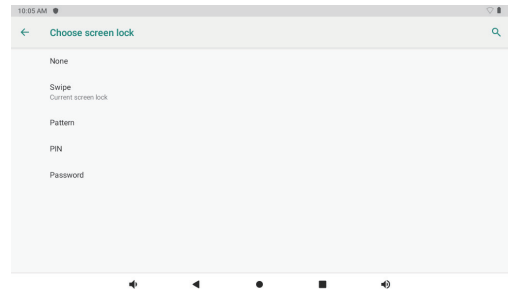 10:05 AM
Choose screen lock
None
Swipe
Current screen lock
Pattern
PIN
Password